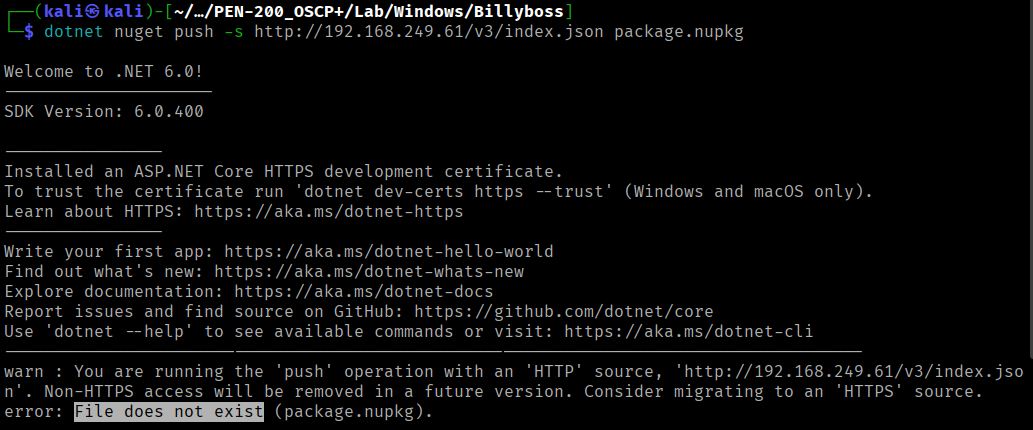 ┌──(kali㉿kali)-[~/…/PEN-200_OSCP+/Lab/Windows/Billyboss]
└─$ dotnet nuget push -s http://192.168.249.61/v3/index.json package.nupkg
Welcome to .NET 6.0!
---------------------
SDK Version: 6.0.400
----------------
Installed an ASP.NET Core HTTPS development certificate.
To trust the certificate run 'dotnet dev-certs https --trust' (Windows and macOS only).
Learn about HTTPS: https://aka.ms/dotnet-https
----------------
Write your first app: https://aka.ms/dotnet-hello-world
Find out what's new: https://aka.ms/dotnet-whats-new
Explore documentation: https://aka.ms/dotnet-docs
Report issues and find source on GitHub: https://github.com/dotnet/core
Use 'dotnet --help' to see available commands or visit: https://aka.ms/dotnet-cli
--------------------------------------------------------------------------------------
warn : You are running the 'push' operation with an 'HTTP' source, 'http://192.168.249.61/v3/index.jso
n'. Non-HTTPS access will be removed in a future version. Consider migrating to an 'HTTPS' source.
error: File does not exist (package.nupkg).